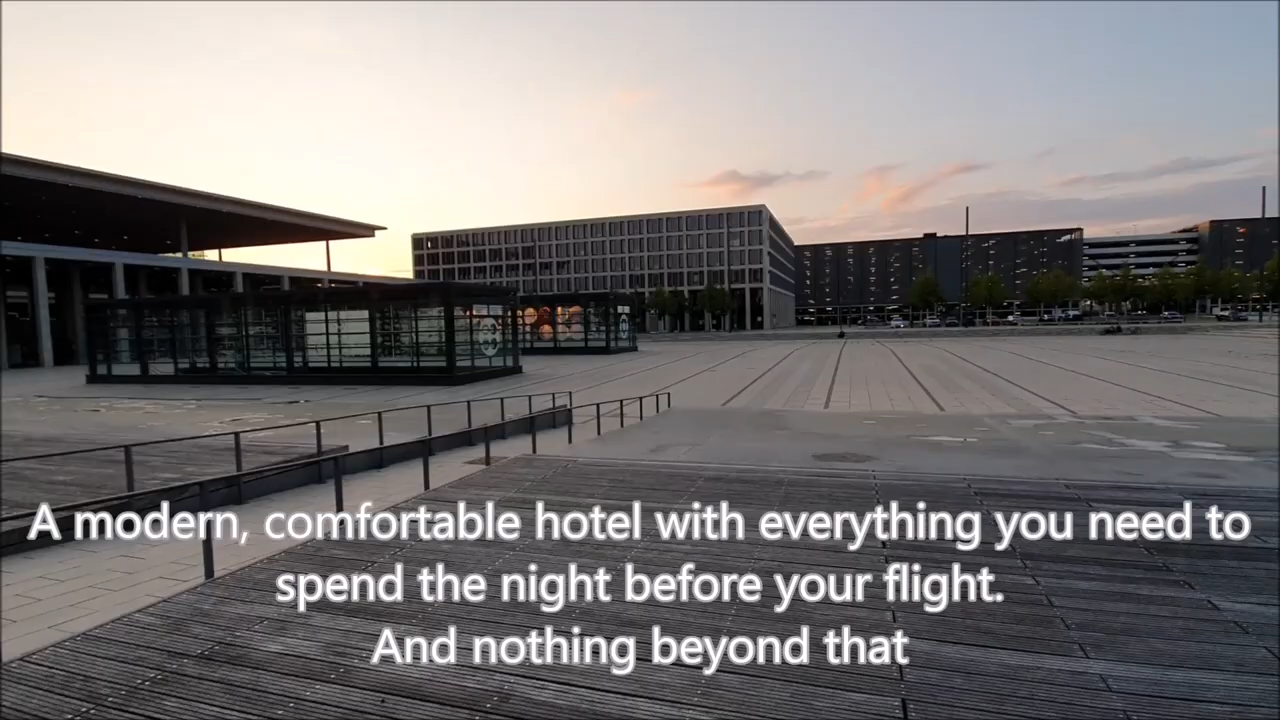 A modern, comfortable hotel with everything you need to
spend the night before your flight.
And nothing beyond that